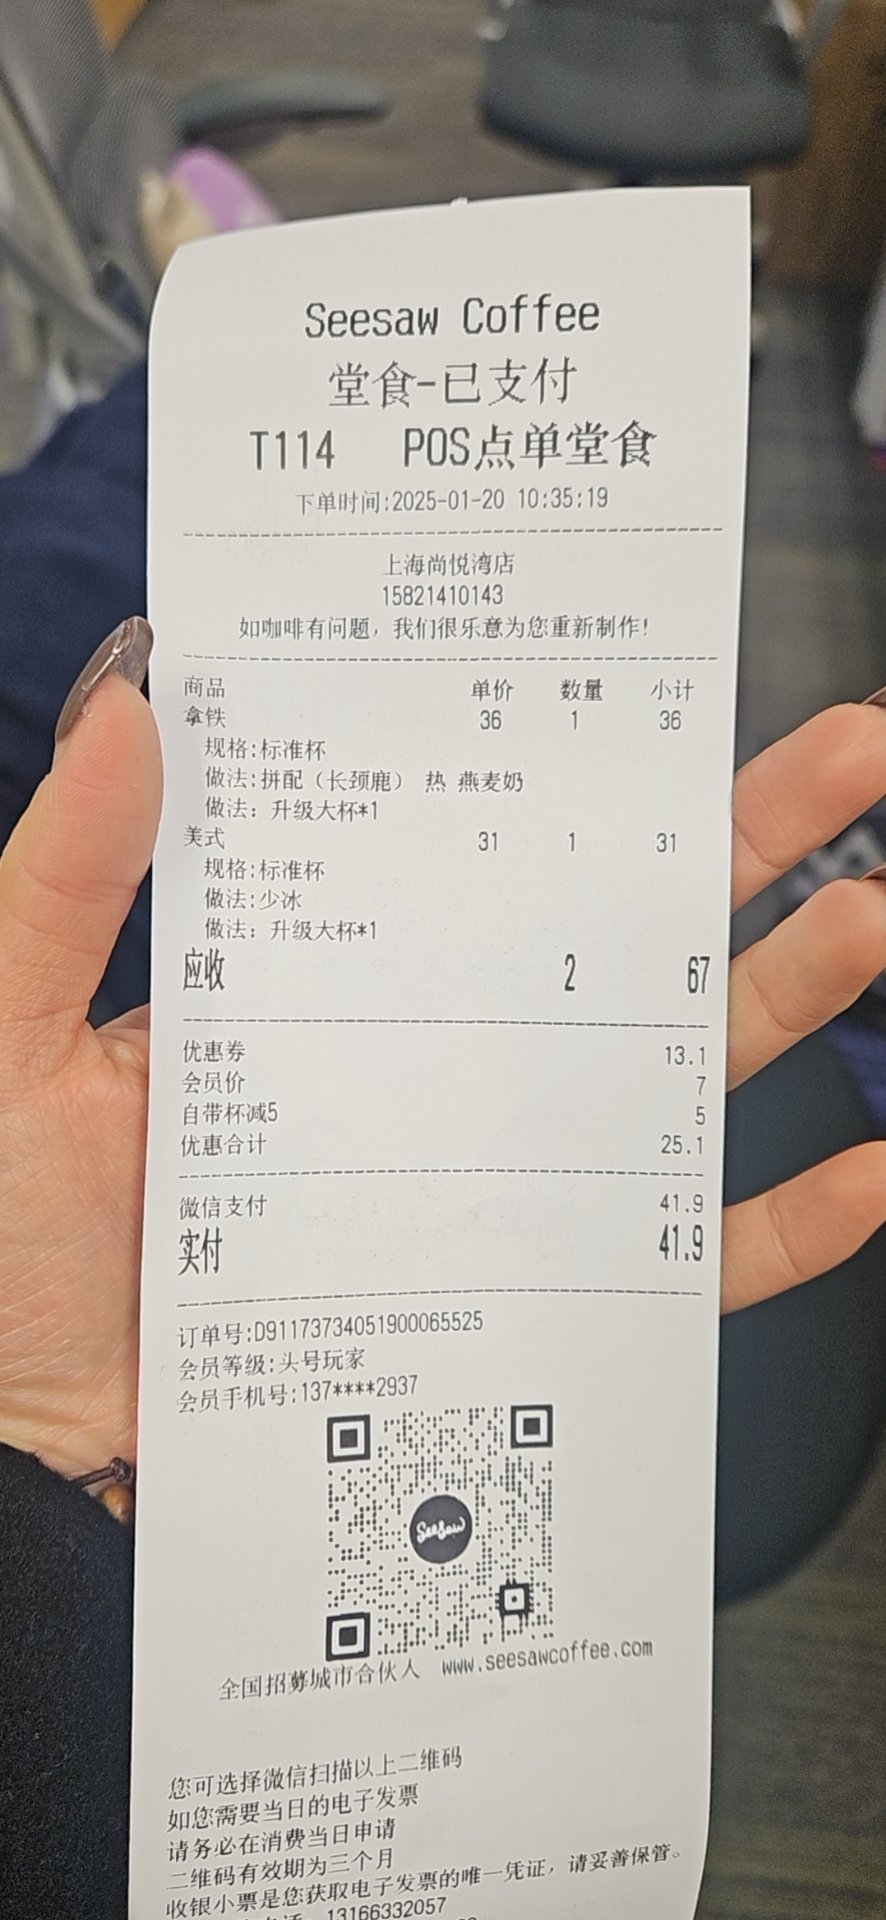 Seesaw Coffee
堂食-已支付
T114 POS点单堂食
下单时间:2025-01-20 10:35:19
上海尚悦湾店
15821410143
如咖啡有问题，我们很乐意为您重新制作!
商品 单价 数量 小计
拿铁 36 1 36
规格:标准杯
做法:拼配（长颈鹿） 热 燕麦奶
做法：升级大杯*1
美式 31 1 31
规格:标准杯
做法:少冰
做法：升级大杯*1
应收 2 67
优惠券 13.1
会员价 7
自带杯减5 5
优惠合计 25.1
微信支付 41.9
实付 41.9
订单号:D91173734051900065525
会员等级:头号玩家
会员手机号:137****2937
Seesaw
全国招募城市合伙人 www.seesawcoffee.com
您可选择微信扫描以上二维码
如您需要当日的电子发票
请务必在消费当日申请
二维码有效期为三个月
收银小票是您获取电子发票的唯一凭证，请妥善保管。
13166332057